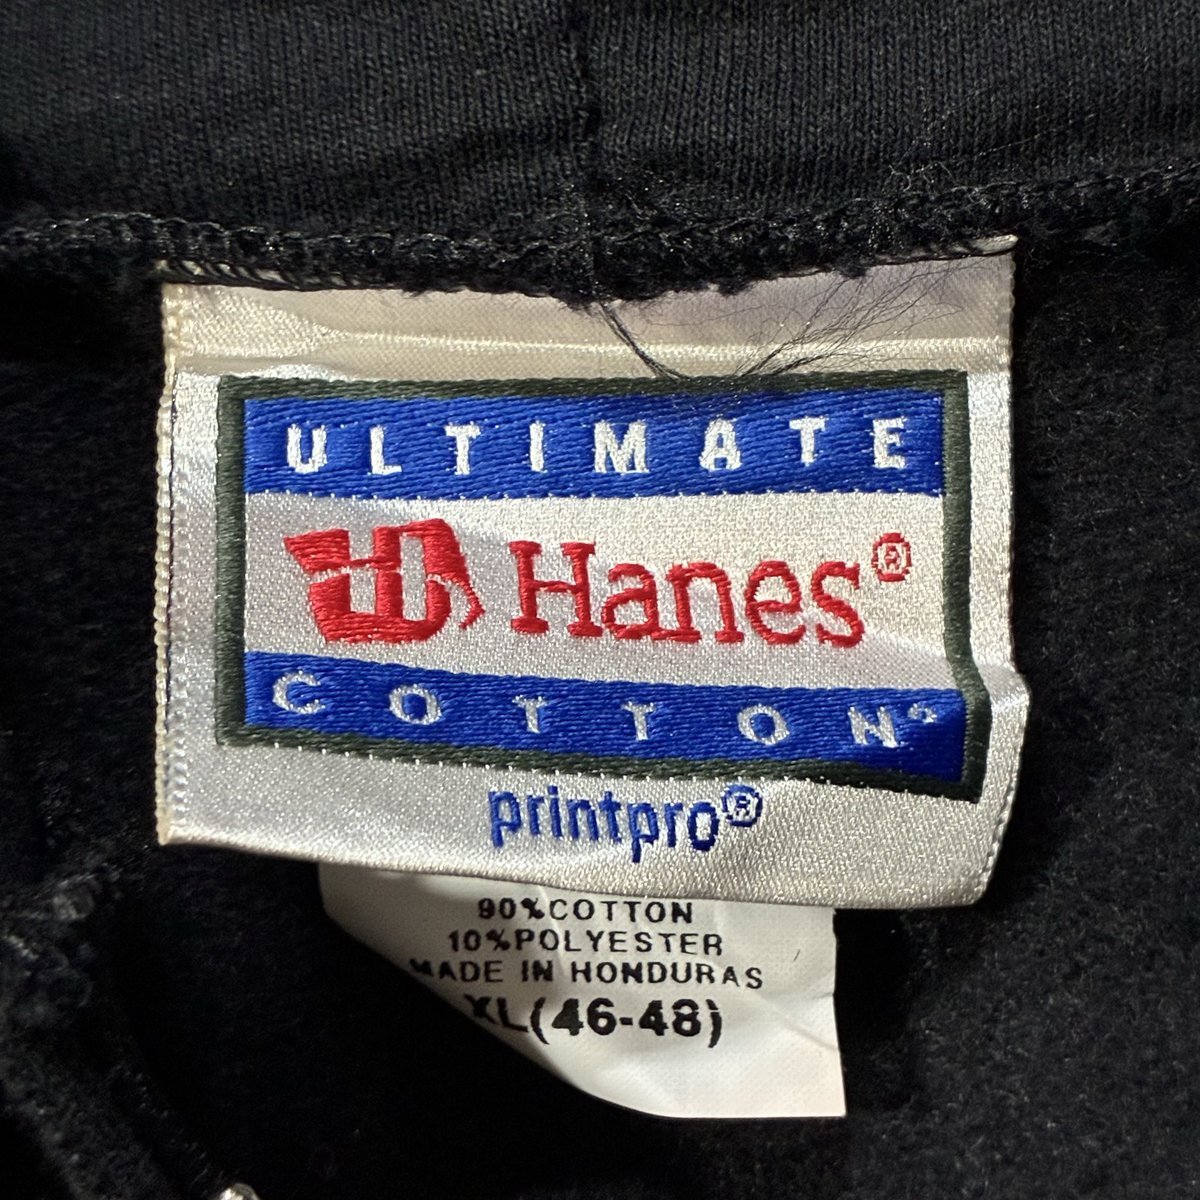 ULTIMATE
Hanes®
COTTON®
printpro®
90%COTTON
10%POLYESTER
MADE IN HONDURAS
XL(46-48)